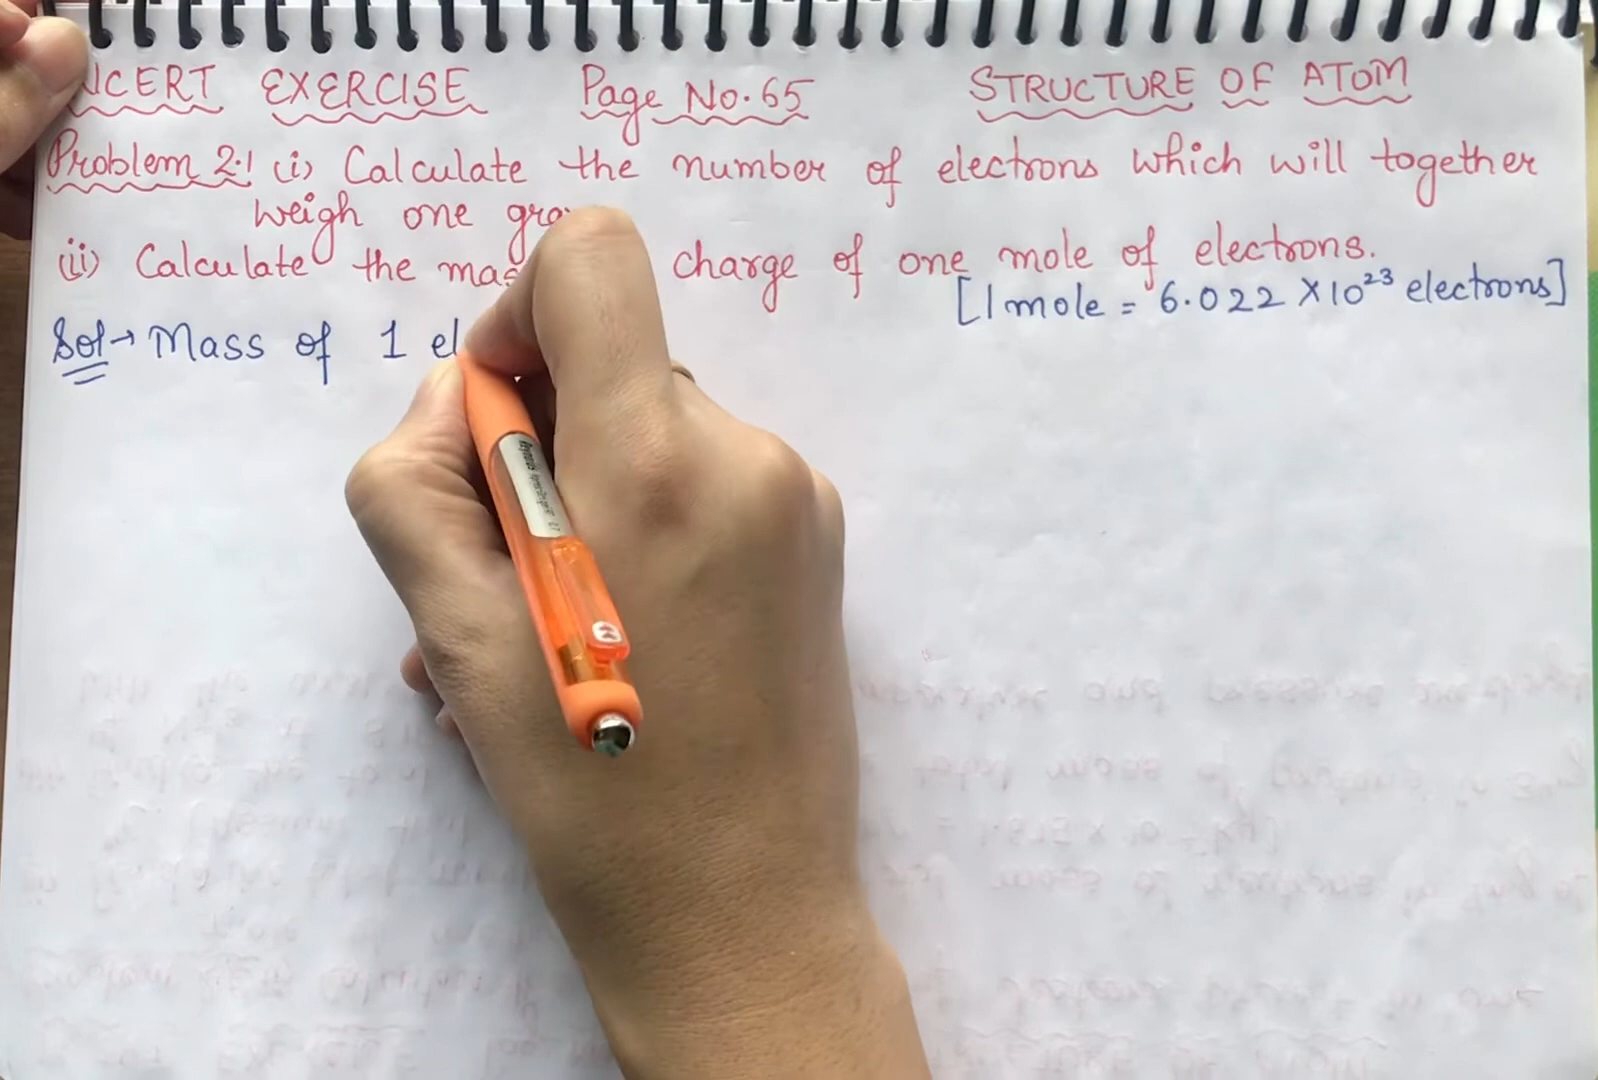 NCERT EXERCISE Page No. 65 STRUCTURE OF ATOM
Problem 2.1 (i) Calculate the number of electrons which will together
weigh one
(ii) Calculate the charge of one mole of electrons.
[1 mole = 6.022 × 10²³ electrons]
Sol → Mass of 1 el